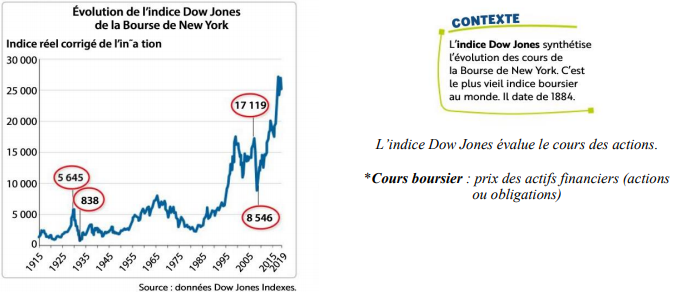 Évolution de l'indice Dow Jones
de la Bourse de New York
Indice réel corrigé de l'in¯a tion
30 000
25 000
20 000
15 000
10 000
5 000
0
17 119
5 645
838
8 546
1915
1925
1935
1945
1955
1965
1975
1985
1995
2005
2015
2019
Source : données Dow Jones Indexes.
CONTEXTE
L'indice Dow Jones synthétise
l'évolution des cours de
la Bourse de New York. C'est
le plus vieil indice boursier
au monde. Il date de 1884.
L'indice Dow Jones évalue le cours des actions.
*Cours boursier : prix des actifs financiers (actions
ou obligations)